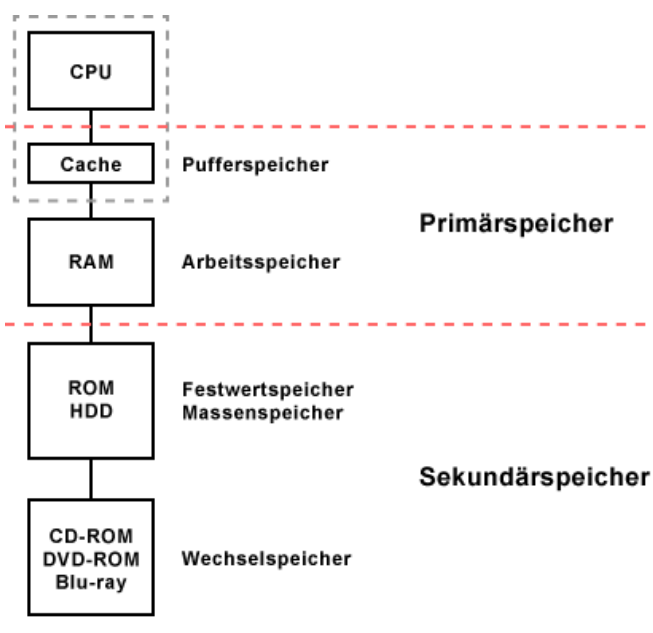 CPU
Cache
Pufferspeicher
Primärspeicher
RAM
Arbeitsspeicher
ROM
HDD
Festwertspeicher
Massenspeicher
Sekundärspeicher
CD-ROM
DVD-ROM
Blu-ray
Wechselspeicher